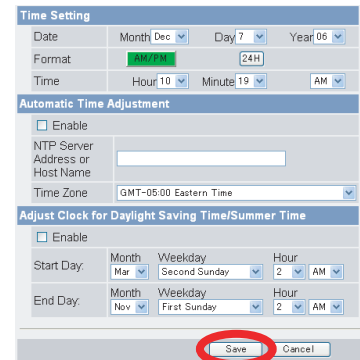 Time Setting
Date Month Dec Day 7 Year 06
Format AM/PM 24H
Time Hour 10 Minute 19 AM
Automatic Time Adjustment
Enable
NTP Server
Address or
Host Name
Time Zone GMT-05:00 Eastern Time
Adjust Clock for Daylight Saving Time/Summer Time
Enable
Month Weekday Hour
Start Day: Mar Second Sunday 2 AM
Month Weekday Hour
End Day: Nov First Sunday 2 AM
Save Cancel